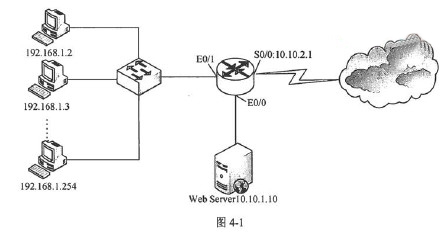 192.168.1.2
192.168.1.3
192.168.1.254
E0/1
S0/0:10.10.2.1
E0/0
Web Server10.10.1.10
图 4-1